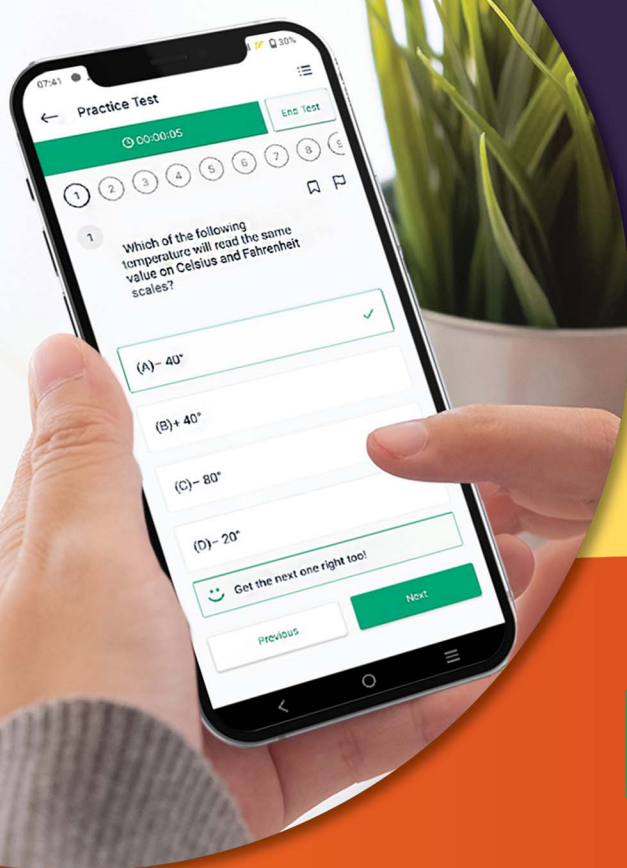 07:41
30%
Practice Test
00:00:05
End Test
1 2 3 4 5 6 7 8
1
Which of the following
temperature will read the same
value on Celsius and Fahrenheit
scales?
(A)– 40°
(B)+ 40°
(C)– 80°
(D)– 20°
Get the next one right too!
Previous
Next